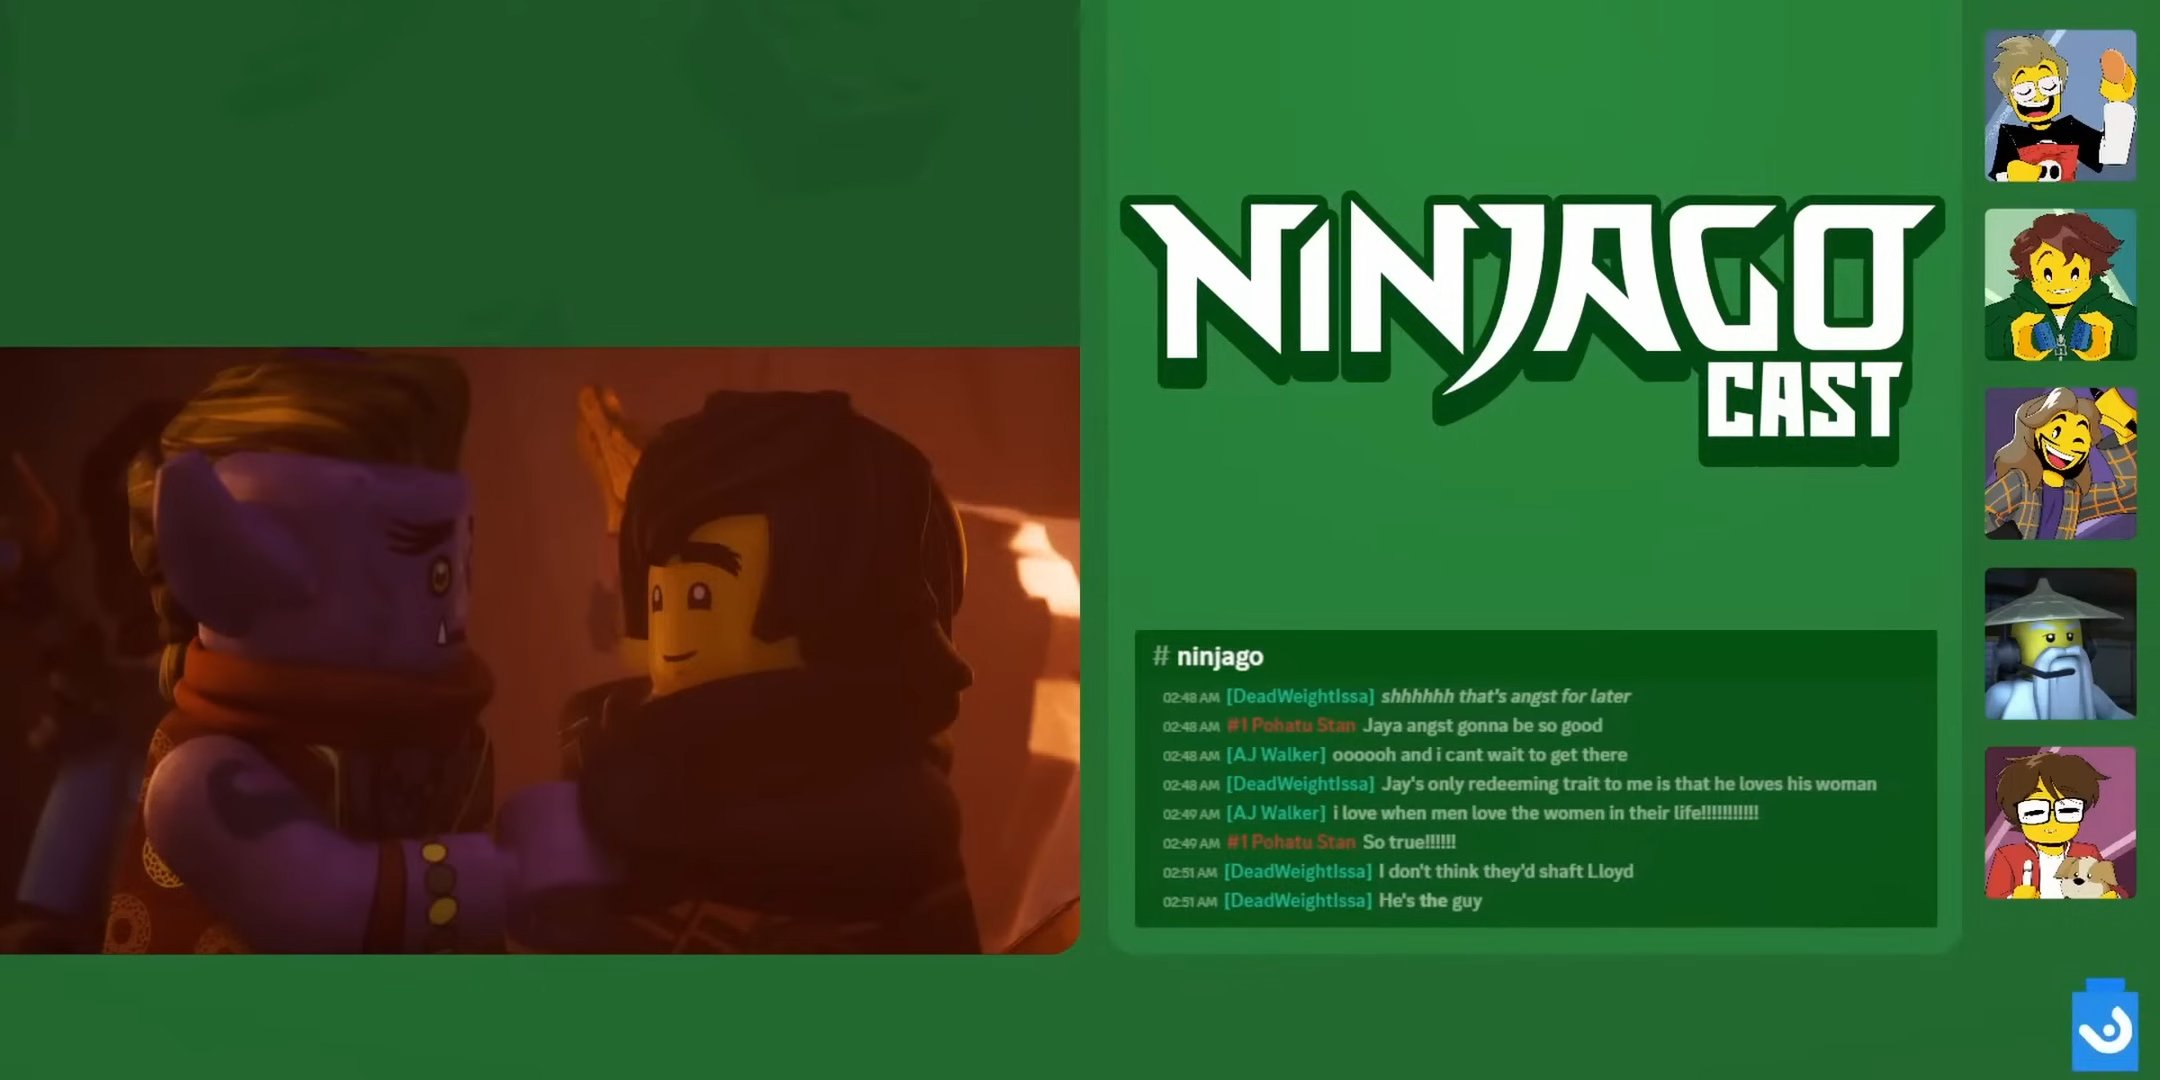 NINJAGO
CAST
# ninjago
02:48 AM [DeadWeightIssa] shhhhhh that's angst for later
02:48 AM #1 Pohatu Stan Jaya angst gonna be so good
02:48 AM [AJ Walker] oooooh and i cant wait to get there
02:48 AM [DeadWeightIssa] Jay's only redeeming trait to me is that he loves his woman
02:49 AM [AJ Walker] i love when men love the women in their life!!!!!!!!!!!
02:49 AM #1 Pohatu Stan So true!!!!!!
02:51 AM [DeadWeightIssa] I don't think they'd shaft Lloyd
02:51 AM [DeadWeightIssa] He's the guy